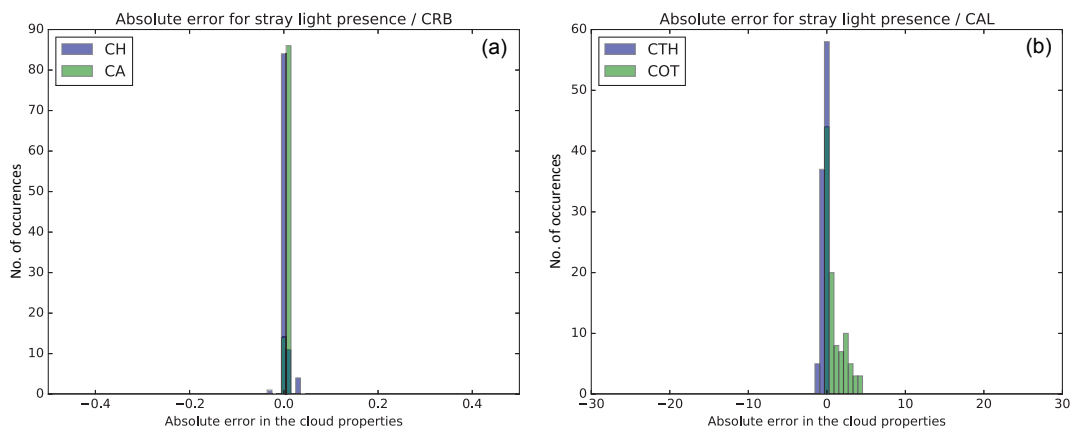 Absolute error for stray light presence / CRB
(a)
CH
CA
No. of occurences
90
80
70
60
50
40
30
20
10
0
−0.4 −0.2 0.0 0.2 0.4
Absolute error in the cloud properties
Absolute error for stray light presence / CAL
(b)
CTH
COT
No. of occurences
60
50
40
30
20
10
0
−30 −20 −10 0 10 20 30
Absolute error in the cloud properties